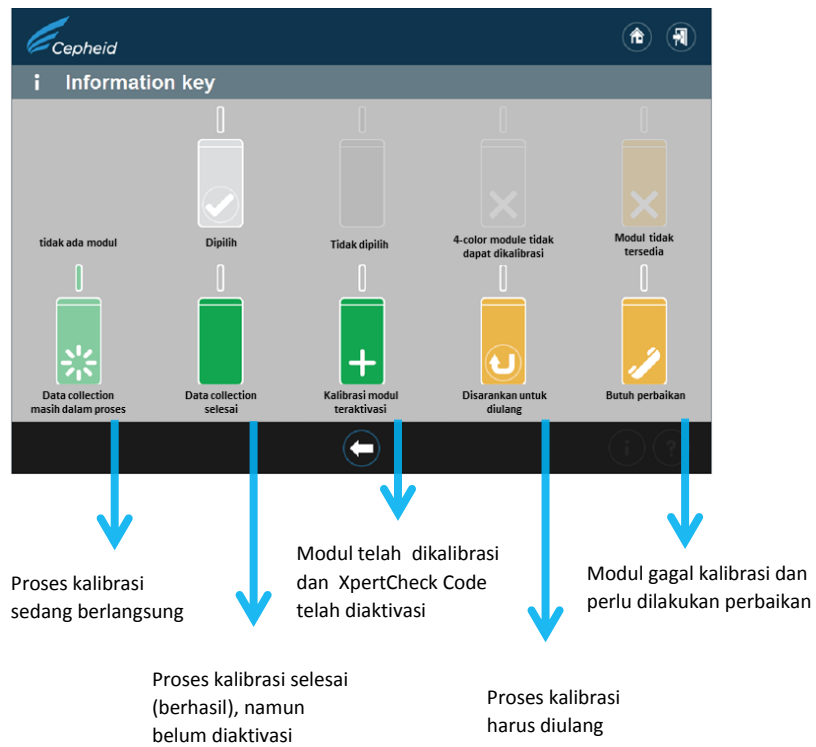 Cepheid
i Information key
tidak ada modul
Dipilih
Tidak dipilih
4-color module tidak
dapat dikalibrasi
Modul tidak
tersedia
Data collection
masih dalam proses
Data collection
selesai
Kalibrasi modul
teraktivasi
Disarankan untuk
diulang
Butuh perbaikan
i
?
Proses kalibrasi
sedang berlangsung
Modul telah dikalibrasi
dan XpertCheck Code
telah diaktivasi
Modul gagal kalibrasi dan
perlu dilakukan perbaikan
Proses kalibrasi selesai
(berhasil), namun
belum diaktivasi
Proses kalibrasi
harus diulang